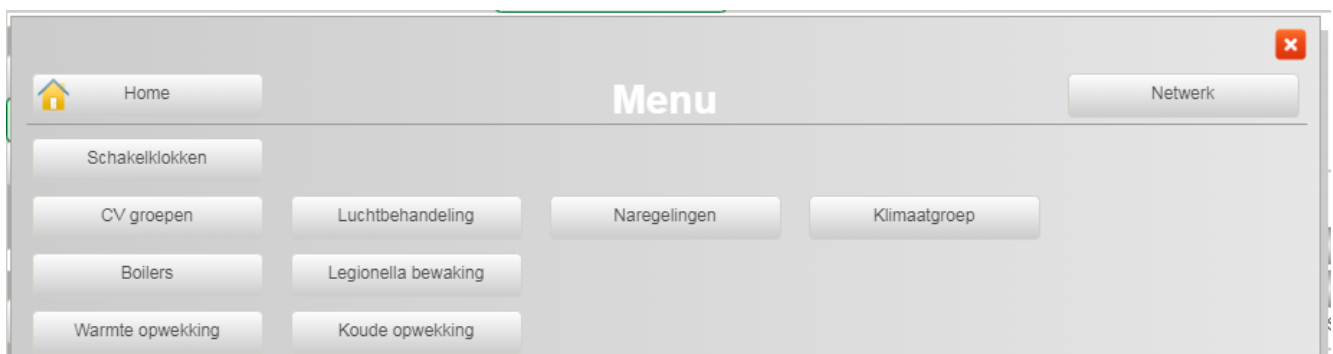 Home
Menu
Netwerk
Schakelklokken
CV groepen
Luchtbehandeling
Naregelingen
Klimaatgroep
Boilers
Legionella bewaking
Warmte opwekking
Koude opwekking